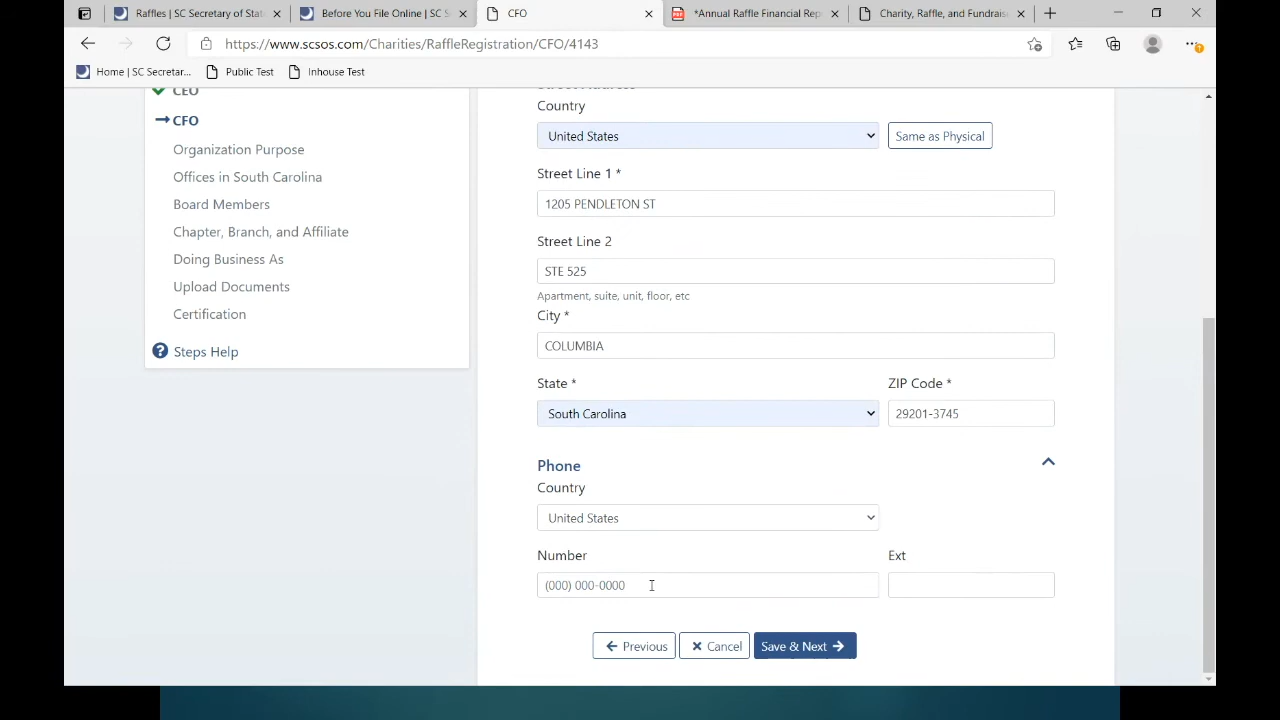 Raffles | SC Secretary of Stat
Before You File Online | SC S
CFO
*Annual Raffle Financial Rep
Charity, Raffle, and Fundraise
https://www.scsos.com/Charities/RaffleRegistration/CFO/4143
Home | SC Secretar...
Public Test
Inhouse Test
CEO
CFO
Organization Purpose
Offices in South Carolina
Board Members
Chapter, Branch, and Affiliate
Doing Business As
Upload Documents
Certification
Steps Help
Street Address
Country
United States
Same as Physical
Street Line 1 *
1205 PENDLETON ST
Street Line 2
STE 525
Apartment, suite, unit, floor, etc
City *
COLUMBIA
State *
ZIP Code *
South Carolina
29201-3745
Phone
Country
United States
Number
Ext
(000) 000-0000
Previous
Cancel
Save & Next